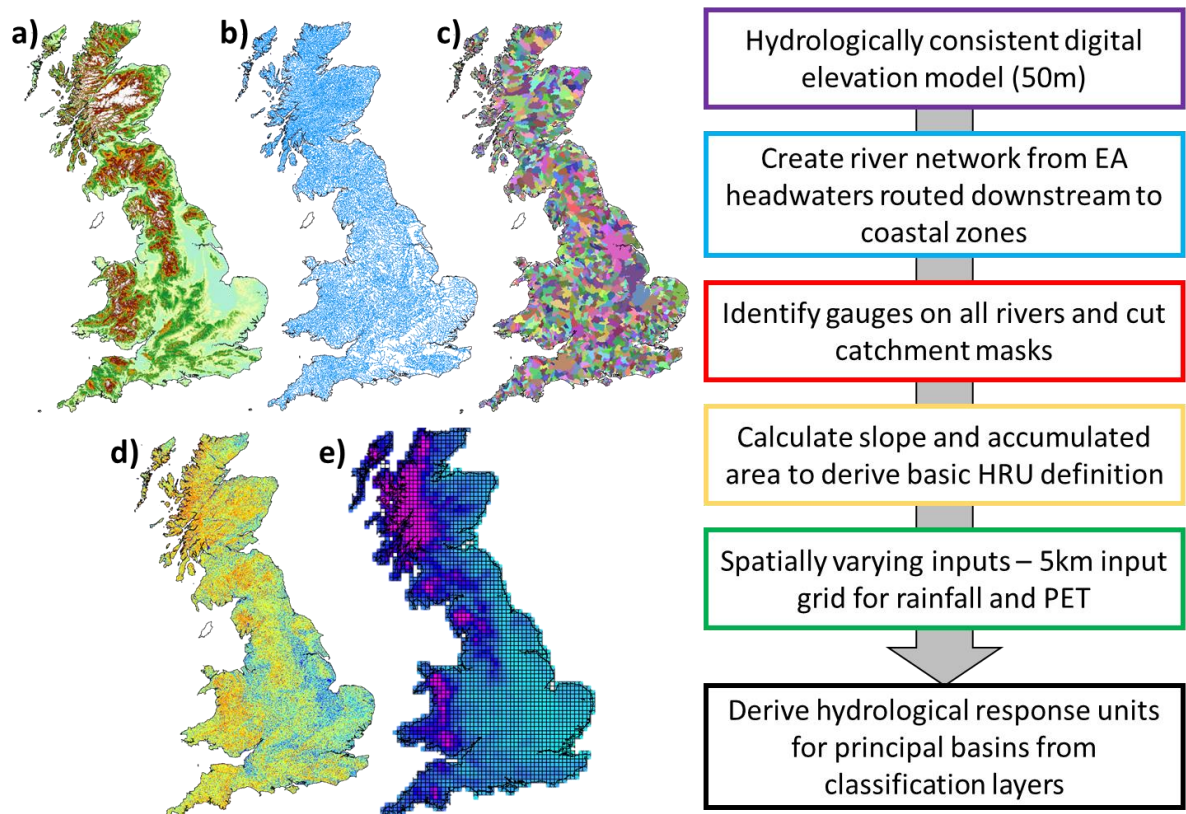 a)
b)
c)
d)
e)
Hydrologically consistent digital
elevation model (50m)
Create river network from EA
headwaters routed downstream to
coastal zones
Identify gauges on all rivers and cut
catchment masks
Calculate slope and accumulated
area to derive basic HRU definition
Spatially varying inputs – 5km input
grid for rainfall and PET
Derive hydrological response units
for principal basins from
classification layers